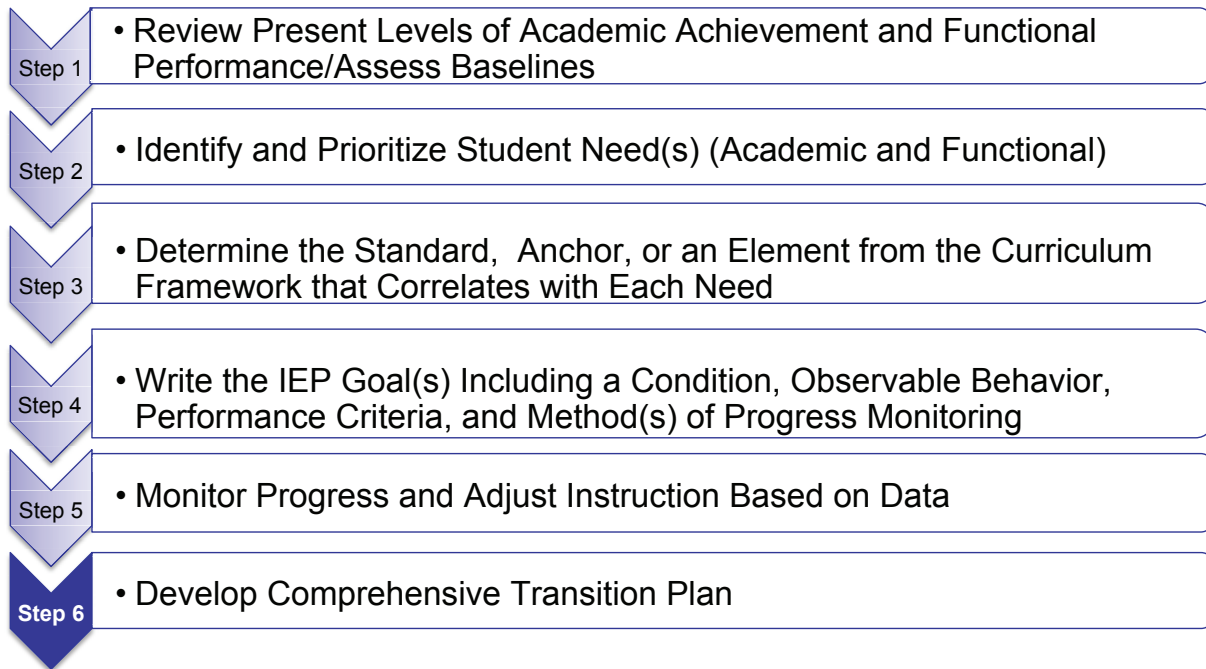 Step 1
• Review Present Levels of Academic Achievement and Functional
Performance/Assess Baselines
Step 2
• Identify and Prioritize Student Need(s) (Academic and Functional)
Step 3
• Determine the Standard, Anchor, or an Element from the Curriculum
Framework that Correlates with Each Need
Step 4
• Write the IEP Goal(s) Including a Condition, Observable Behavior,
Performance Criteria, and Method(s) of Progress Monitoring
Step 5
• Monitor Progress and Adjust Instruction Based on Data
Step 6
• Develop Comprehensive Transition Plan